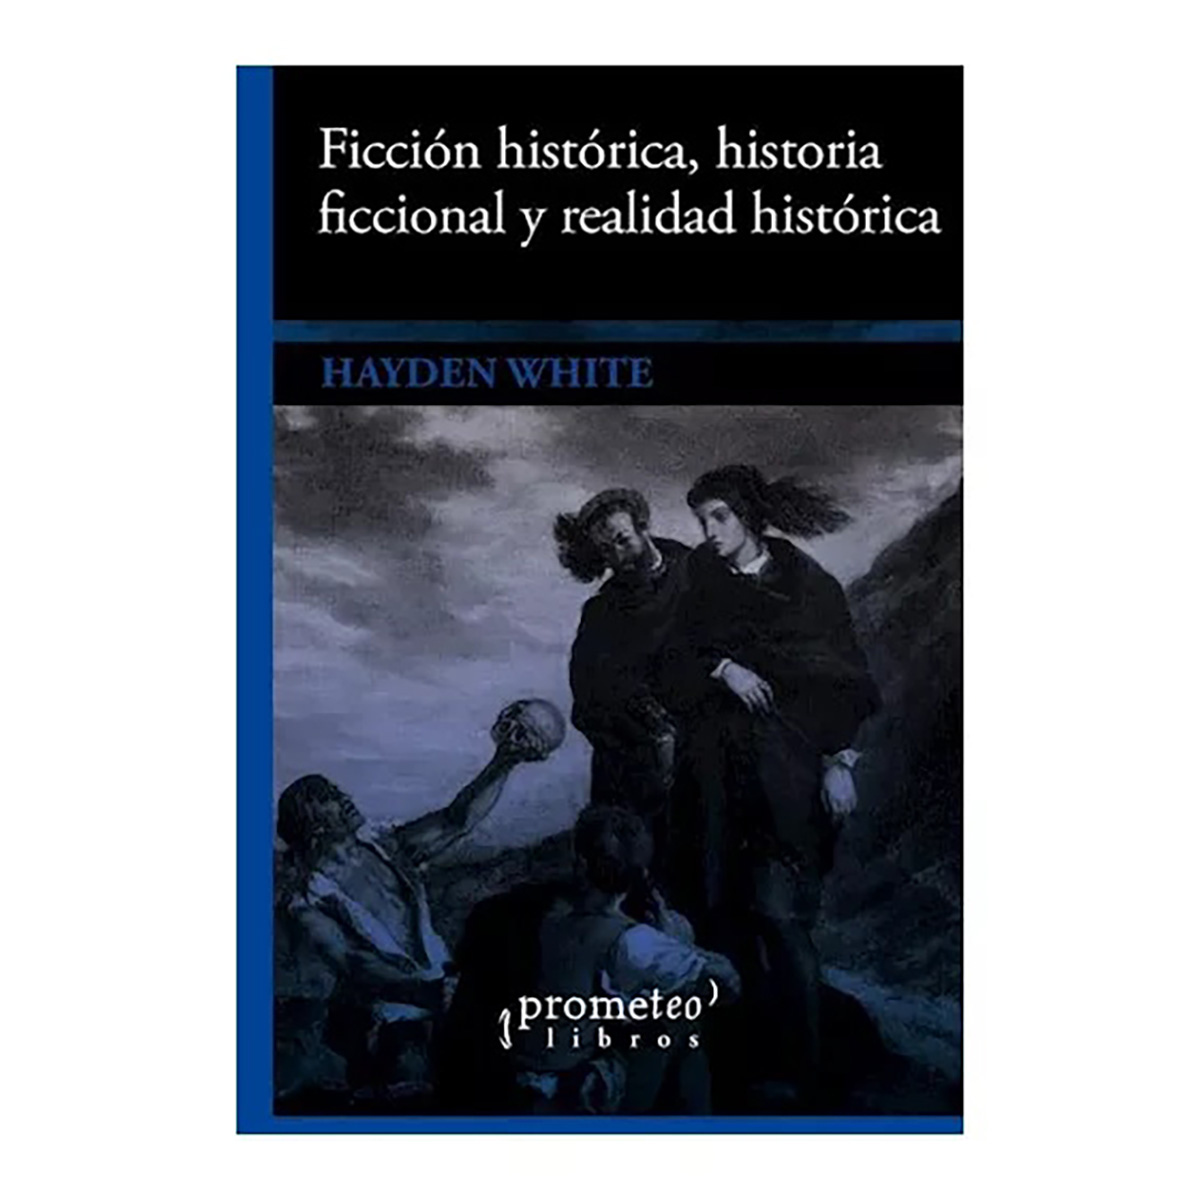 Ficción histórica, historia
ficcional y realidad histórica
HAYDEN WHITE
prometeo
libros